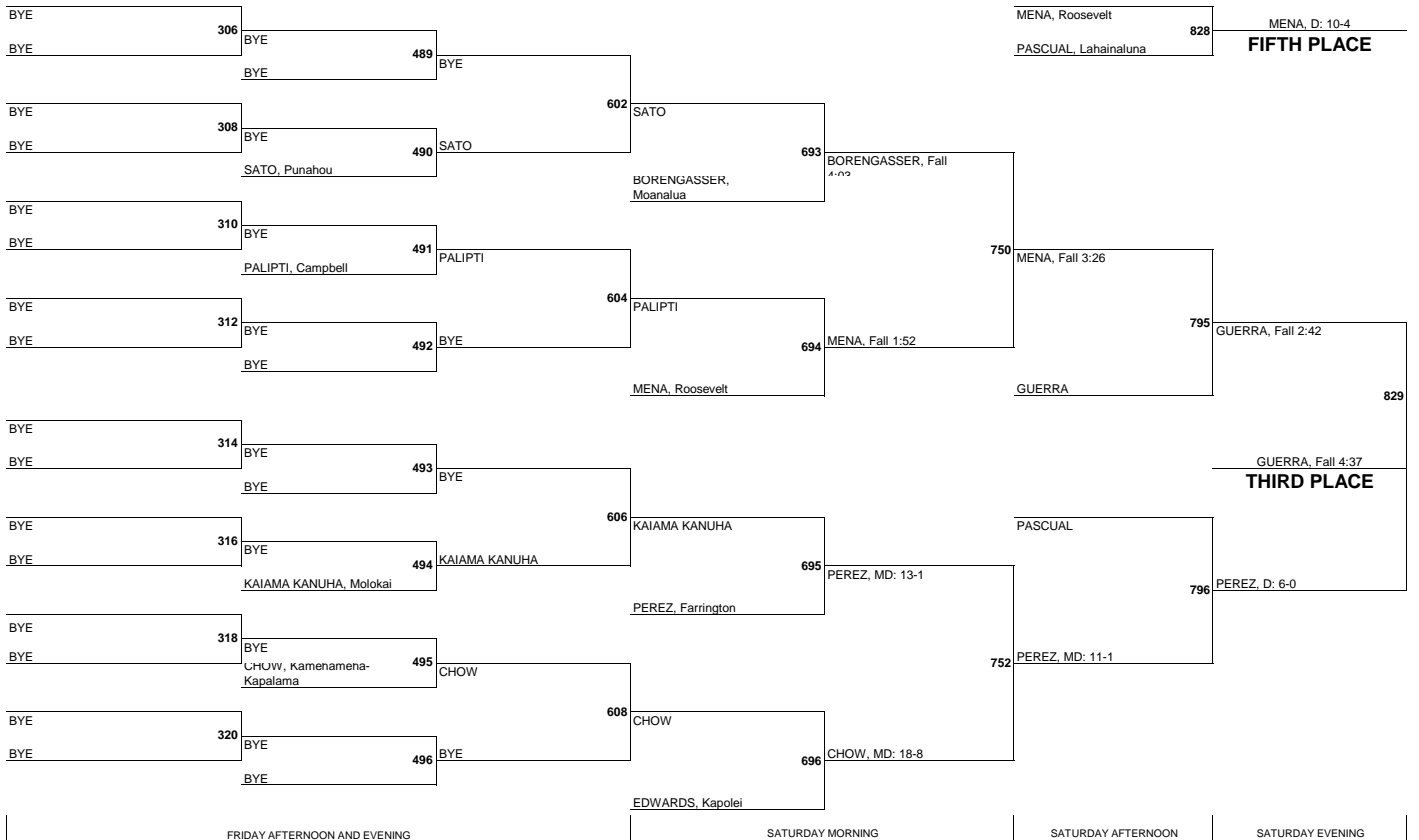 BYE
306
BYE
BYE
489
BYE
BYE
602
SATO
BYE
308
BYE
BYE
490
SATO
SATO, Punahou
693
BORENGASSER, Fall
4:03
BORENGASSER,
Moanalua
BYE
310
BYE
BYE
491
PALIPTI
PALIPTI, Campbell
604
PALIPTI
750
MENA, Fall 3:26
BYE
312
BYE
BYE
492
BYE
BYE
694
MENA, Fall 1:52
MENA, Roosevelt
795
GUERRA, Fall 2:42
GUERRA
829
BYE
314
BYE
BYE
493
BYE
BYE
606
KAIAMA KANUHA
BYE
316
BYE
BYE
494
KAIAMA KANUHA
KAIAMA KANUHA, Molokai
695
PEREZ, MD: 13-1
PEREZ, Farrington
PASCUAL
796
PEREZ, D: 6-0
BYE
318
BYE
BYE
495
CHOW
CHOW, Kamehameha-
Kapalama
608
CHOW
752
PEREZ, MD: 11-1
BYE
320
BYE
BYE
496
BYE
BYE
696
CHOW, MD: 18-8
EDWARDS, Kapolei
MENA, Roosevelt
828
MENA, D: 10-4
FIFTH PLACE
PASCUAL, Lahainaluna
GUERRA, Fall 4:37
THIRD PLACE
FRIDAY AFTERNOON AND EVENING
SATURDAY MORNING
SATURDAY AFTERNOON
SATURDAY EVENING